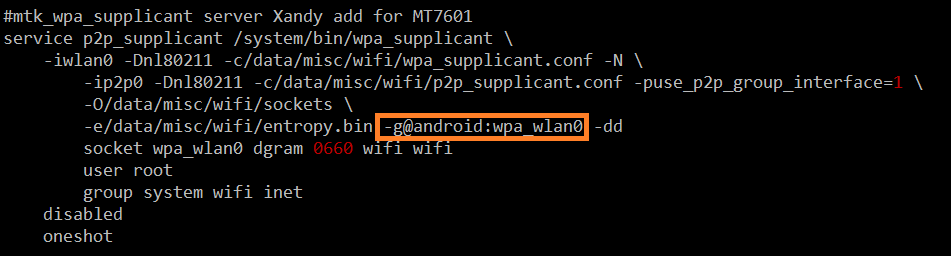 #mtk_wpa_supplicant server Xandy add for MT7601
service p2p_supplicant /system/bin/wpa_supplicant \
-iwlan0 -Dnl80211 -c/data/misc/wifi/wpa_supplicant.conf -N \
-ip2p0 -Dnl80211 -c/data/misc/wifi/p2p_supplicant.conf -puse_p2p_group_interface=1 \
-O/data/misc/wifi/sockets \
-e/data/misc/wifi/entropy.bin -g@android:wpa_wlan0 -dd
socket wpa_wlan0 dgram 0660 wifi wifi
user root
group system wifi inet
disabled
oneshot